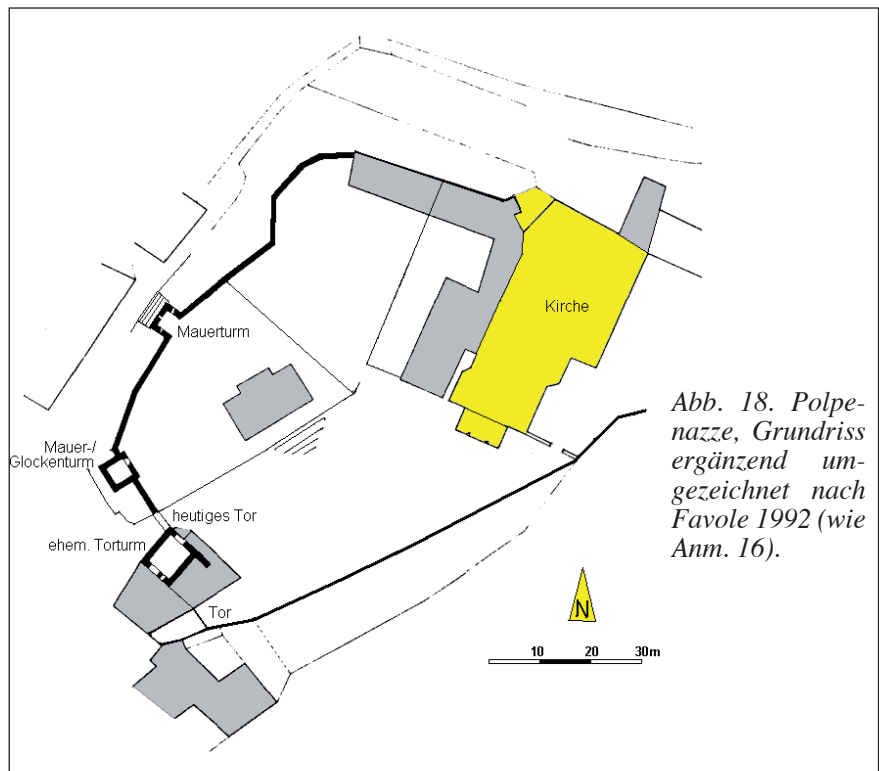 Kirche
Mauerturm
Mauer-/
Glockenturm
heutiges Tor
ehem. Torturm
Tor
Abb. 18. Polpe-
nazze, Grundriss
ergänzend um-
gezeichnet nach
Favole 1992 (wie
Anm. 16).
N
10 20 30m